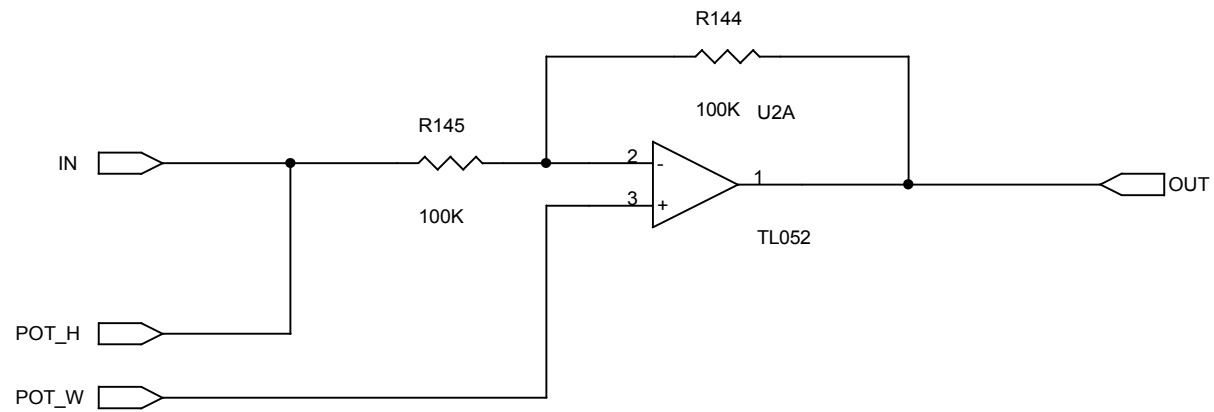 R144
100K
U2A
R145
IN
2
-
1
OUT
3
+
100K
TL052
POT_H
POT_W